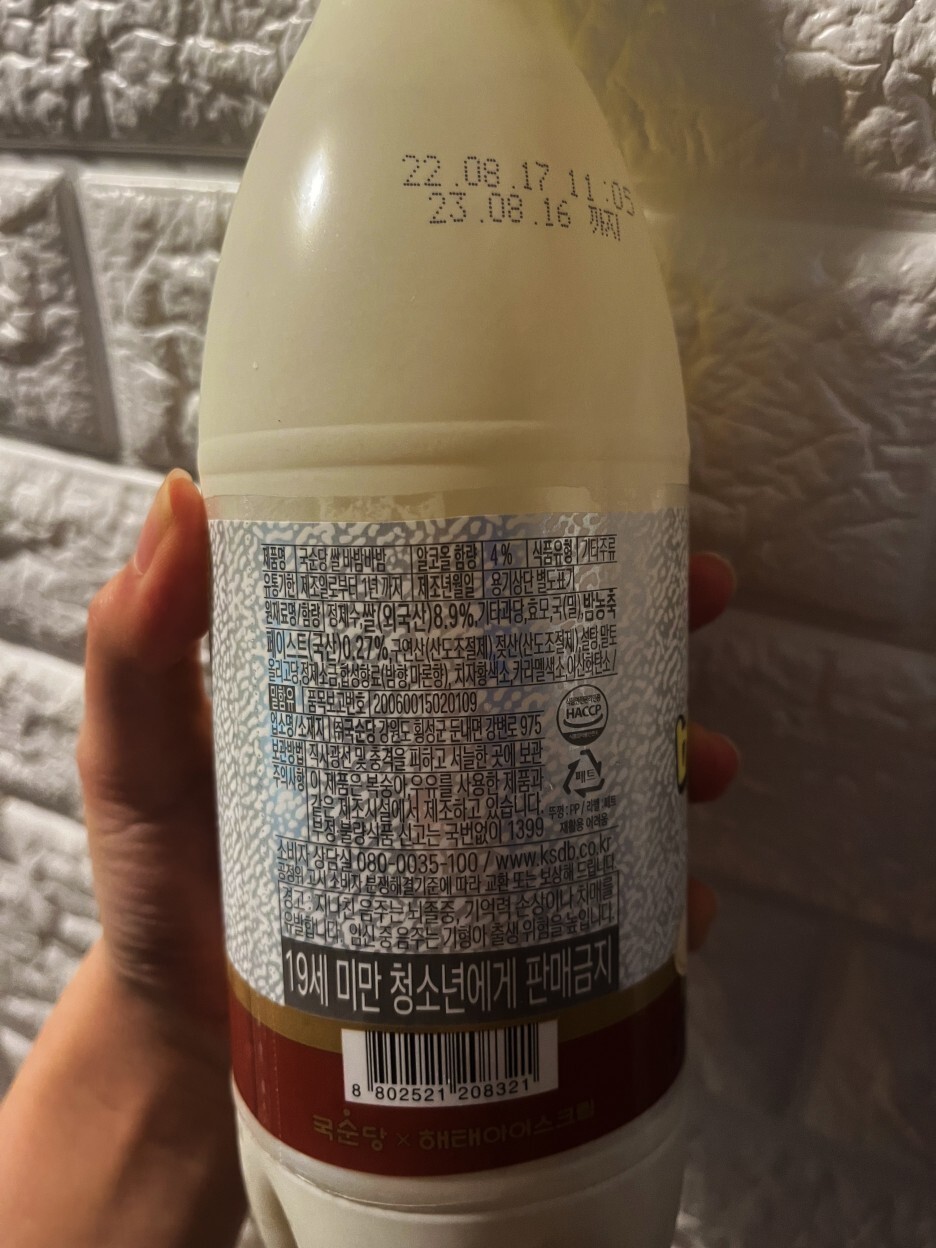 22.08.17 11:05
23.08.16 까지
제품명 국순당 쌀 바밤바밤 알코올 함량 4% 식품유형 기타주류
유통기한 제조일로부터 1년 까지 제조년월일 용기상단 별도표기
원재료명/함량 정제수, 쌀(외국산)8.9%, 기타과당, 효모, 국(밀), 밤농축
페이스트(국산)0.27%, 구연산(산도조절제), 젖산(산도조절제), 설탕, 말토
올리고당, 정제소금, 합성향료(밤향, 마론향), 치자황색소, 카라멜색소, 이산화탄소/
밀함유 품목보고번호 20060015020109
업소명/소재지 ㈜국순당 강원도 횡성군 둔내면 강변로 975
보관방법 직사광선 및 충격을 피하고 서늘한 곳에 보관
주의사항 이 제품은 복숭아, 우유를 사용한 제품과
같은 제조시설에서 제조하고 있습니다.
부정·불량식품 신고는 국번없이 1399
HACCP
페트
뚜껑 : PP / 라벨 : 페트
재활용 어려움
소비자 상담실 080-0035-100 / www.ksdb.co.kr
공정위 고시 소비자 분쟁해결기준에 따라 교환 또는 보상해 드립니다.
경고 : 지나친 음주는 뇌졸중, 기억력 손상이나 치매를
유발합니다. 임신 중 음주는 기형아 출생 위험을 높입니다.
19세 미만 청소년에게 판매금지
8 802521 208321
국순당 × 해태아이스크림